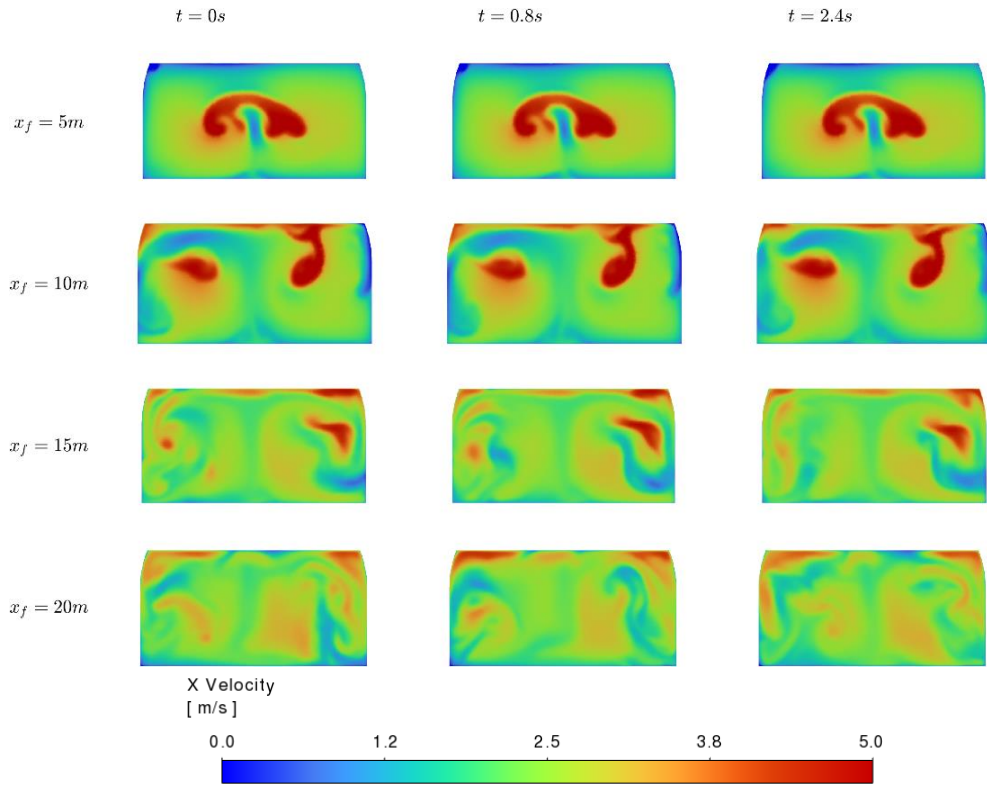 t = 0s t = 0.8s t = 2.4s
x_f = 5m
x_f = 10m
x_f = 15m
x_f = 20m
X Velocity
[ m/s ]
0.0 1.2 2.5 3.8 5.0